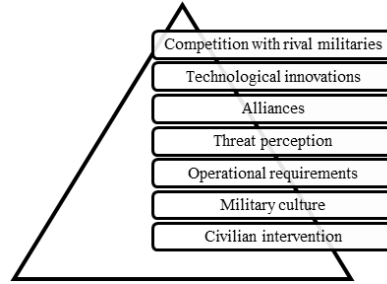 Competition with rival militaries
Technological innovations
Alliances
Threat perception
Operational requirements
Military culture
Civilian intervention